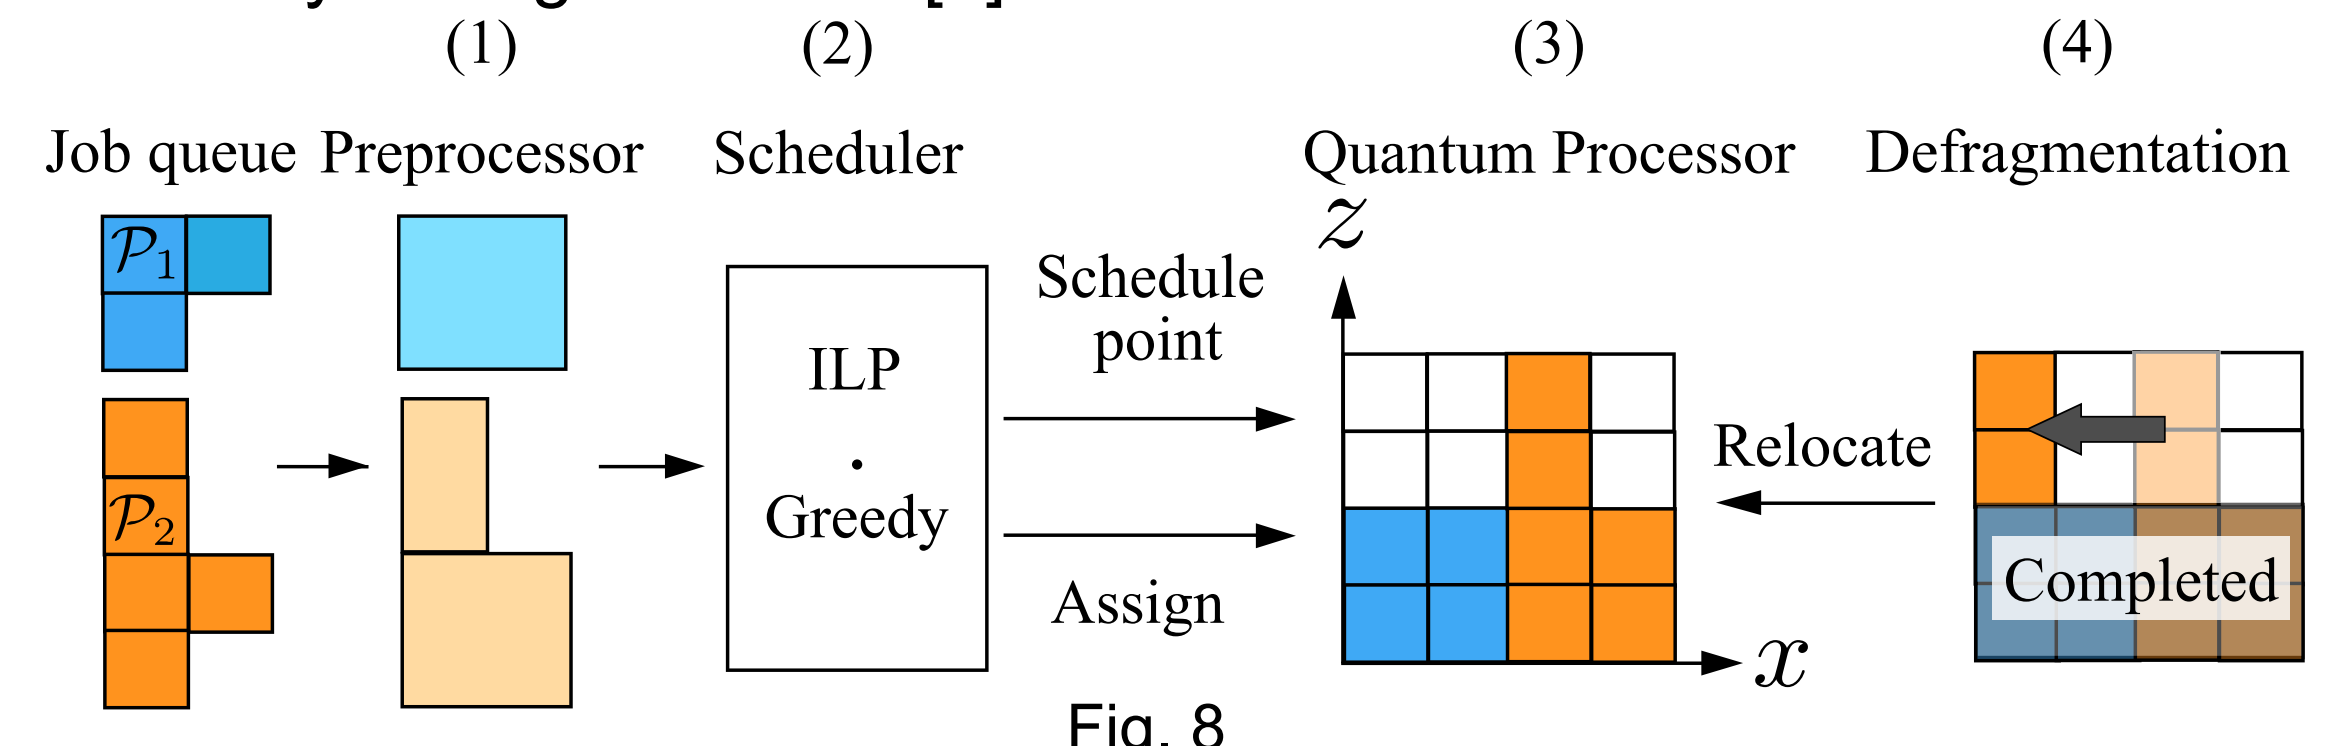 (1) (2) (3) (4)
Job queue Preprocessor Scheduler Quantum Processor Defragmentation
𝒫₁
𝒫₂
ILP
.
Greedy
Schedule
point
Assign
z
x
Relocate
Completed
Fig. 8